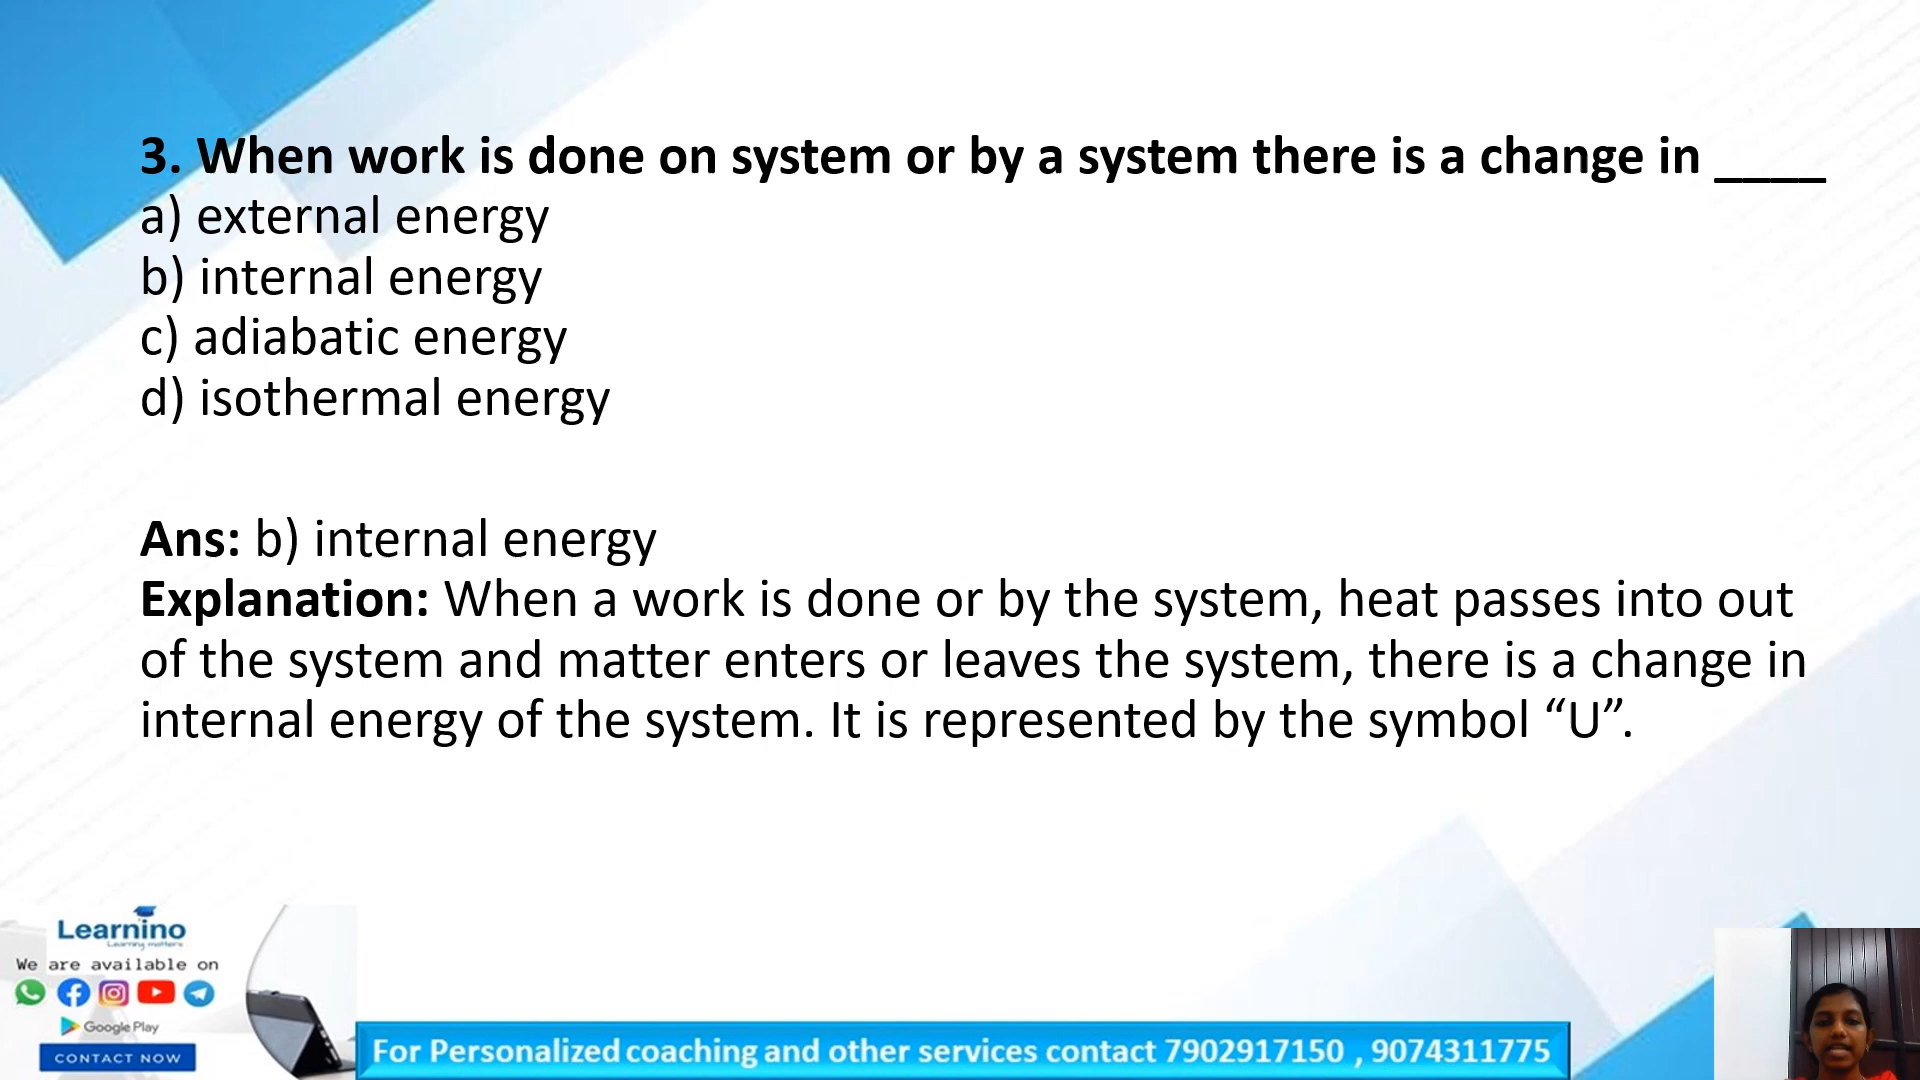 3. When work is done on system or by a system there is a change in ____
a) external energy
b) internal energy
c) adiabatic energy
d) isothermal energy
Ans: b) internal energy
Explanation: When a work is done or by the system, heat passes into out
of the system and matter enters or leaves the system, there is a change in
internal energy of the system. It is represented by the symbol “U”.
Learnino
Learning matters
We are available on
Google Play
CONTACT NOW
For Personalized coaching and other services contact 7902917150 , 9074311775